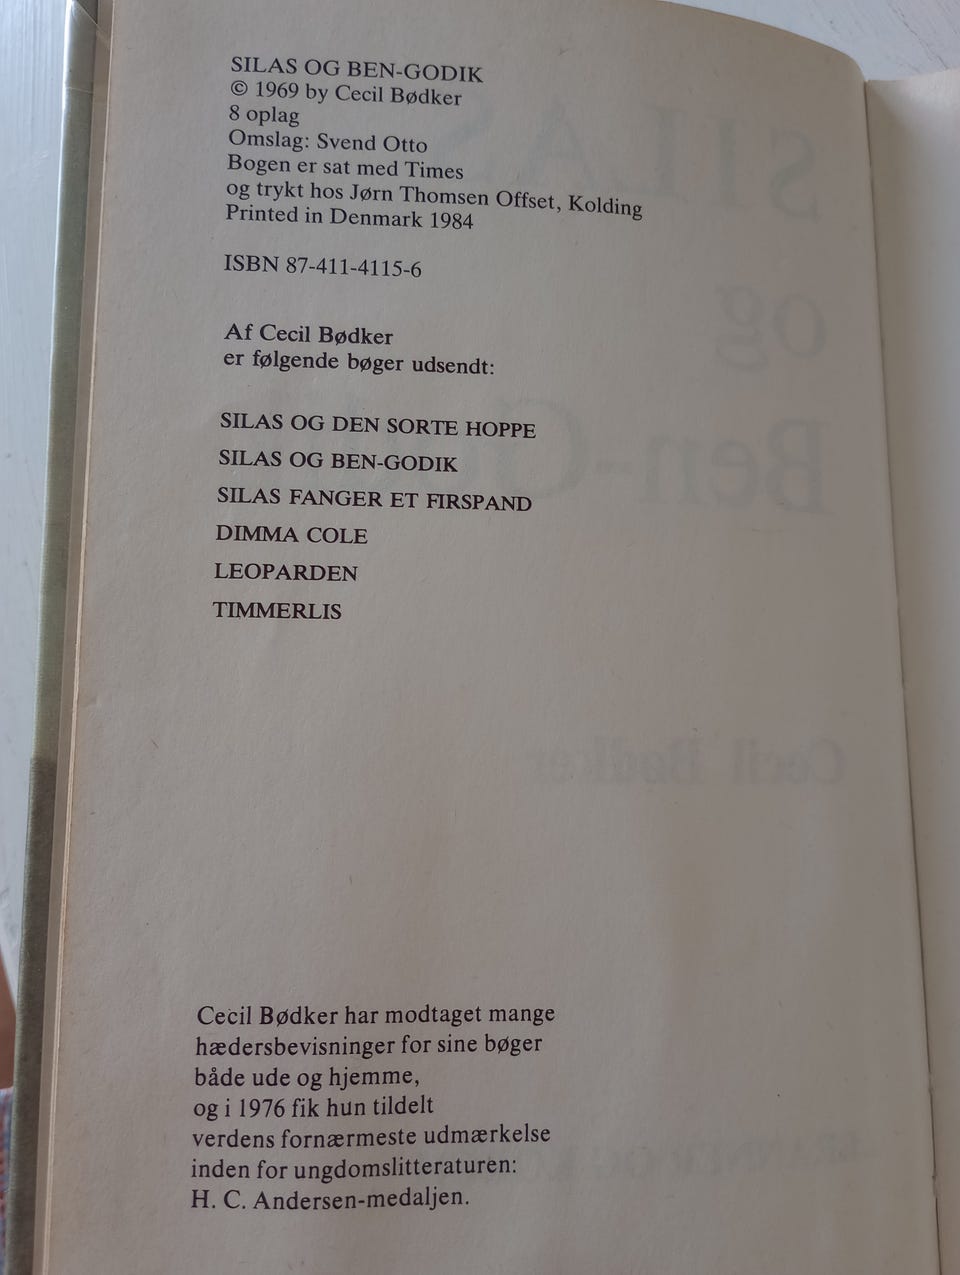 SILAS OG BEN-GODIK
© 1969 by Cecil Bødker
8 oplag
Omslag: Svend Otto
Bogen er sat med Times
og trykt hos Jørn Thomsen Offset, Kolding
Printed in Denmark 1984
ISBN 87-411-4115-6
Af Cecil Bødker
er følgende bøger udsendt:
SILAS OG DEN SORTE HOPPE
SILAS OG BEN-GODIK
SILAS FANGER ET FIRSPAND
DIMMA COLE
LEOPARDEN
TIMMERLIS
Cecil Bødker har modtaget mange
hædersbevisninger for sine bøger
både ude og hjemme,
og i 1976 fik hun tildelt
verdens fornærmeste udmærkelse
inden for ungdomslitteraturen:
H. C. Andersen-medaljen.